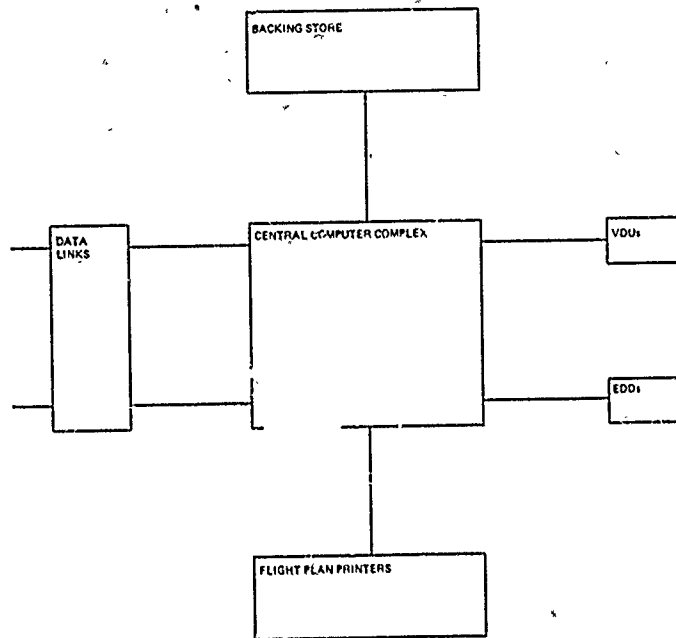 BACKING STORE
DATA
LINKS
CENTRAL COMPUTER COMPLEX
VDUs
EDDs
FLIGHT PLAN PRINTERS